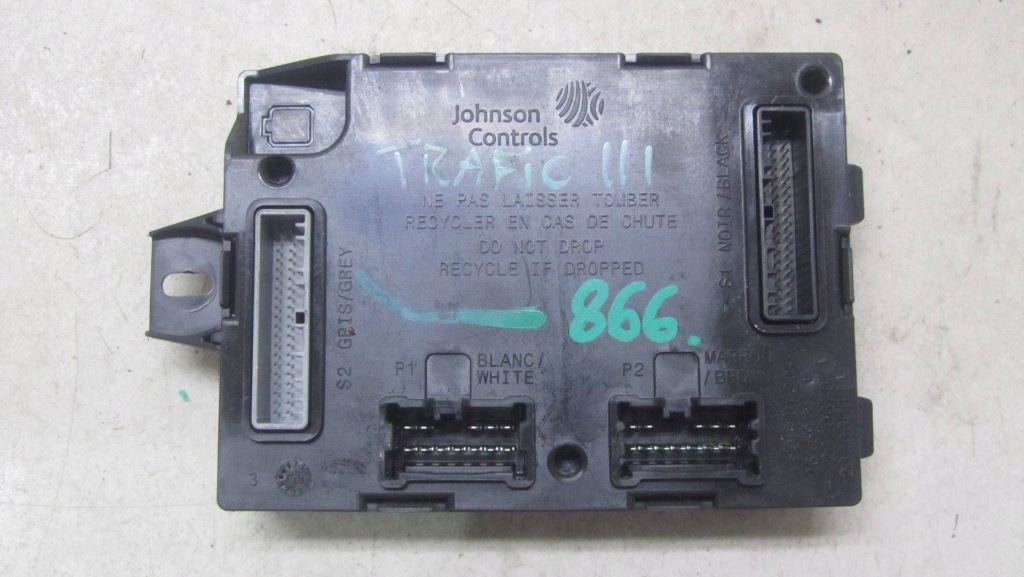 Johnson
Controls
TRAFIC III
NE PAS LAISSER TOMBER
RECYCLER EN CAS DE CHUTE
DO NOT DROP
RECYCLE IF DROPPED
S1 NOIR/BLACK
S2 GRIS/GREY
866.
P1 BLANC/
WHITE
P2 MARRON
/BROWN
3